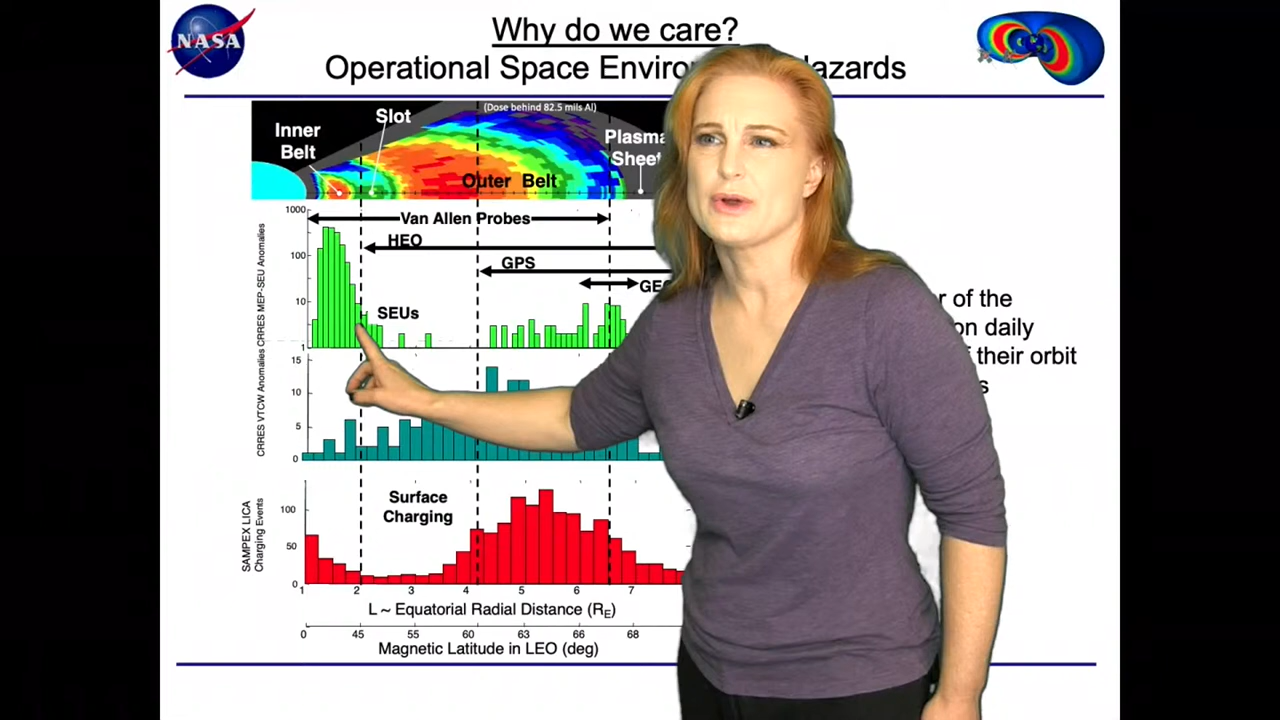 NASA
Why do we care?
Operational Space Enviro azards
(Dose behind 82.5 mils Al)
Slot
Inner
Belt
Plasma
Sheet
Outer Belt
Van Allen Probes
HEO
GPS
GEO
SEUs
CRRES MEP-SEU Anomalies
1000
100
10
1
r of the
on daily
their orbit
s
CRRES VTCW Anomalies
15
10
5
0
Surface
Charging
SAMPEX LICA
Charging Events
100
50
0
1 2 3 4 5 6 7
L ~ Equatorial Radial Distance (RE)
0 45 55 60 63 66 68
Magnetic Latitude in LEO (deg)